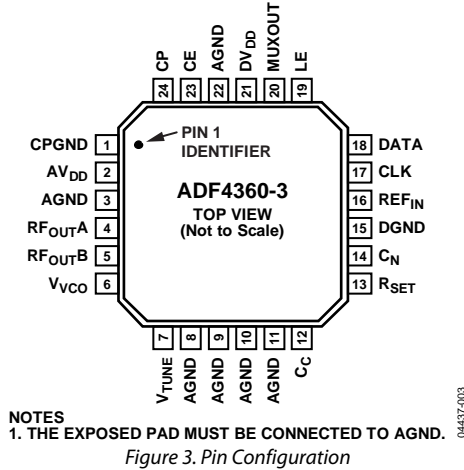 CP
CE
AGND
DVDD
MUXOUT
LE
24
23
22
21
20
19
PIN 1
IDENTIFIER
CPGND 1
AVDD 2
AGND 3
RFOUTA 4
RFOUTB 5
VVCO 6
ADF4360-3
TOP VIEW
(Not to Scale)
18 DATA
17 CLK
16 REFIN
15 DGND
14 CN
13 RSET
7
8
9
10
11
12
VTUNE
AGND
AGND
AGND
AGND
CC
NOTES
1. THE EXPOSED PAD MUST BE CONNECTED TO AGND.
04437-003
Figure 3. Pin Configuration